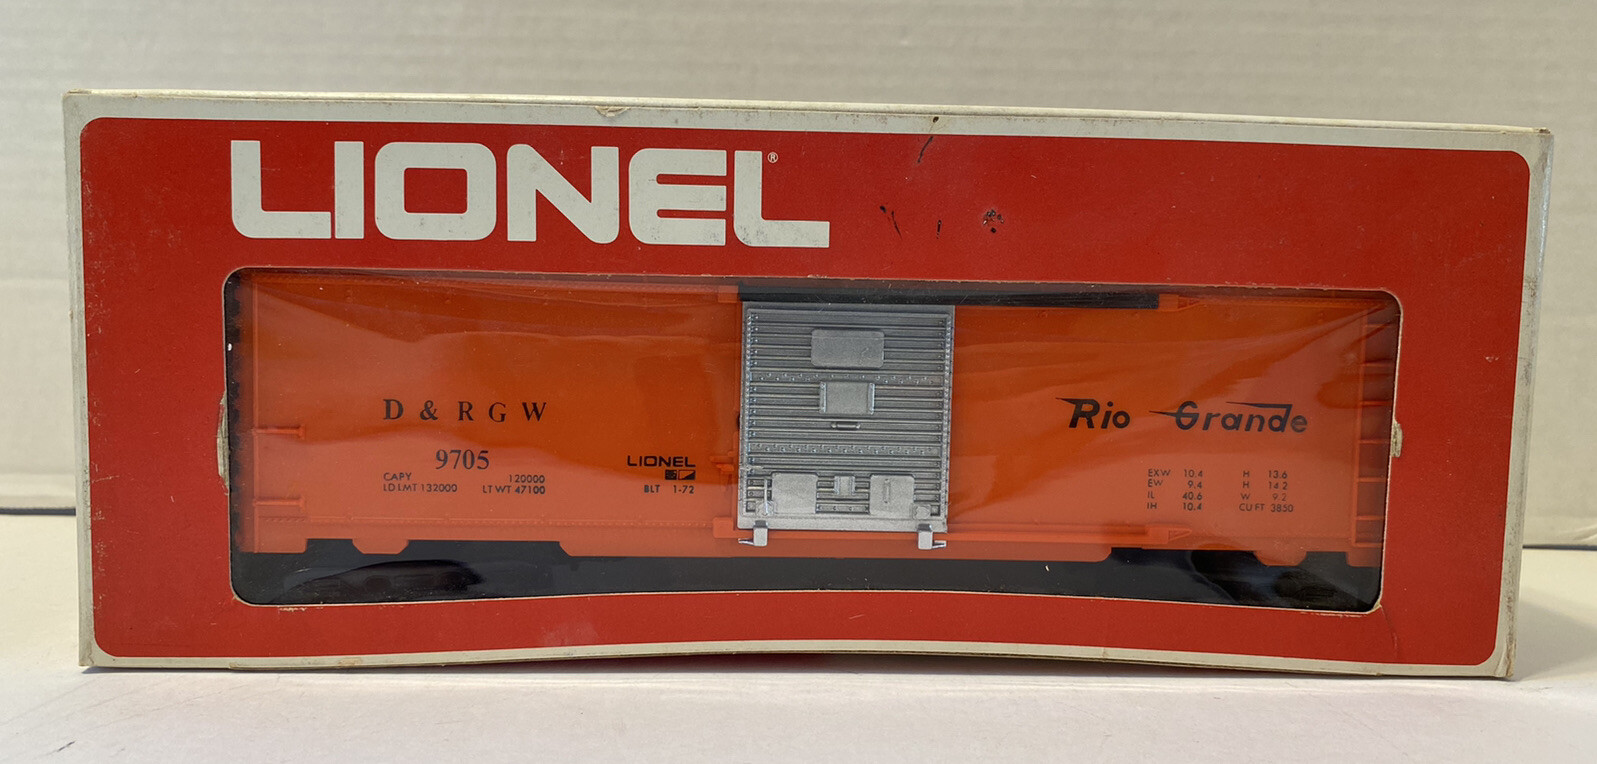 LIONEL®
D & R G W
9705
CAPY 120000
LD LMT 132000 LT WT 47100
LIONEL
BLT 1-72
Rio Grande
EXW 10.4 H 13.6
EW 9.4 H 14.2
IL 40.6 W 9.2
IH 10.4 CU FT 3850